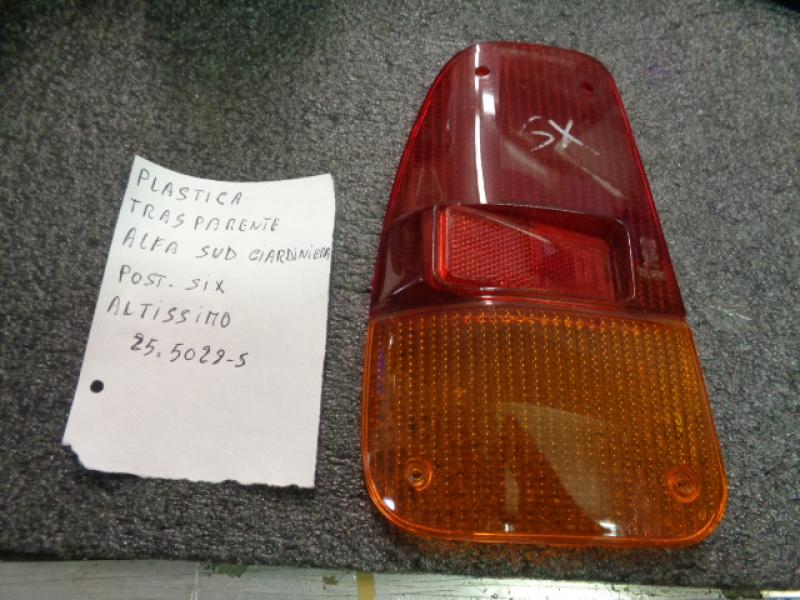 PLASTICA
TRASPARENTE
ALFA SUD GIARDINIERA
POST. SIX
ALTISSIMO
25.5029-S
SX